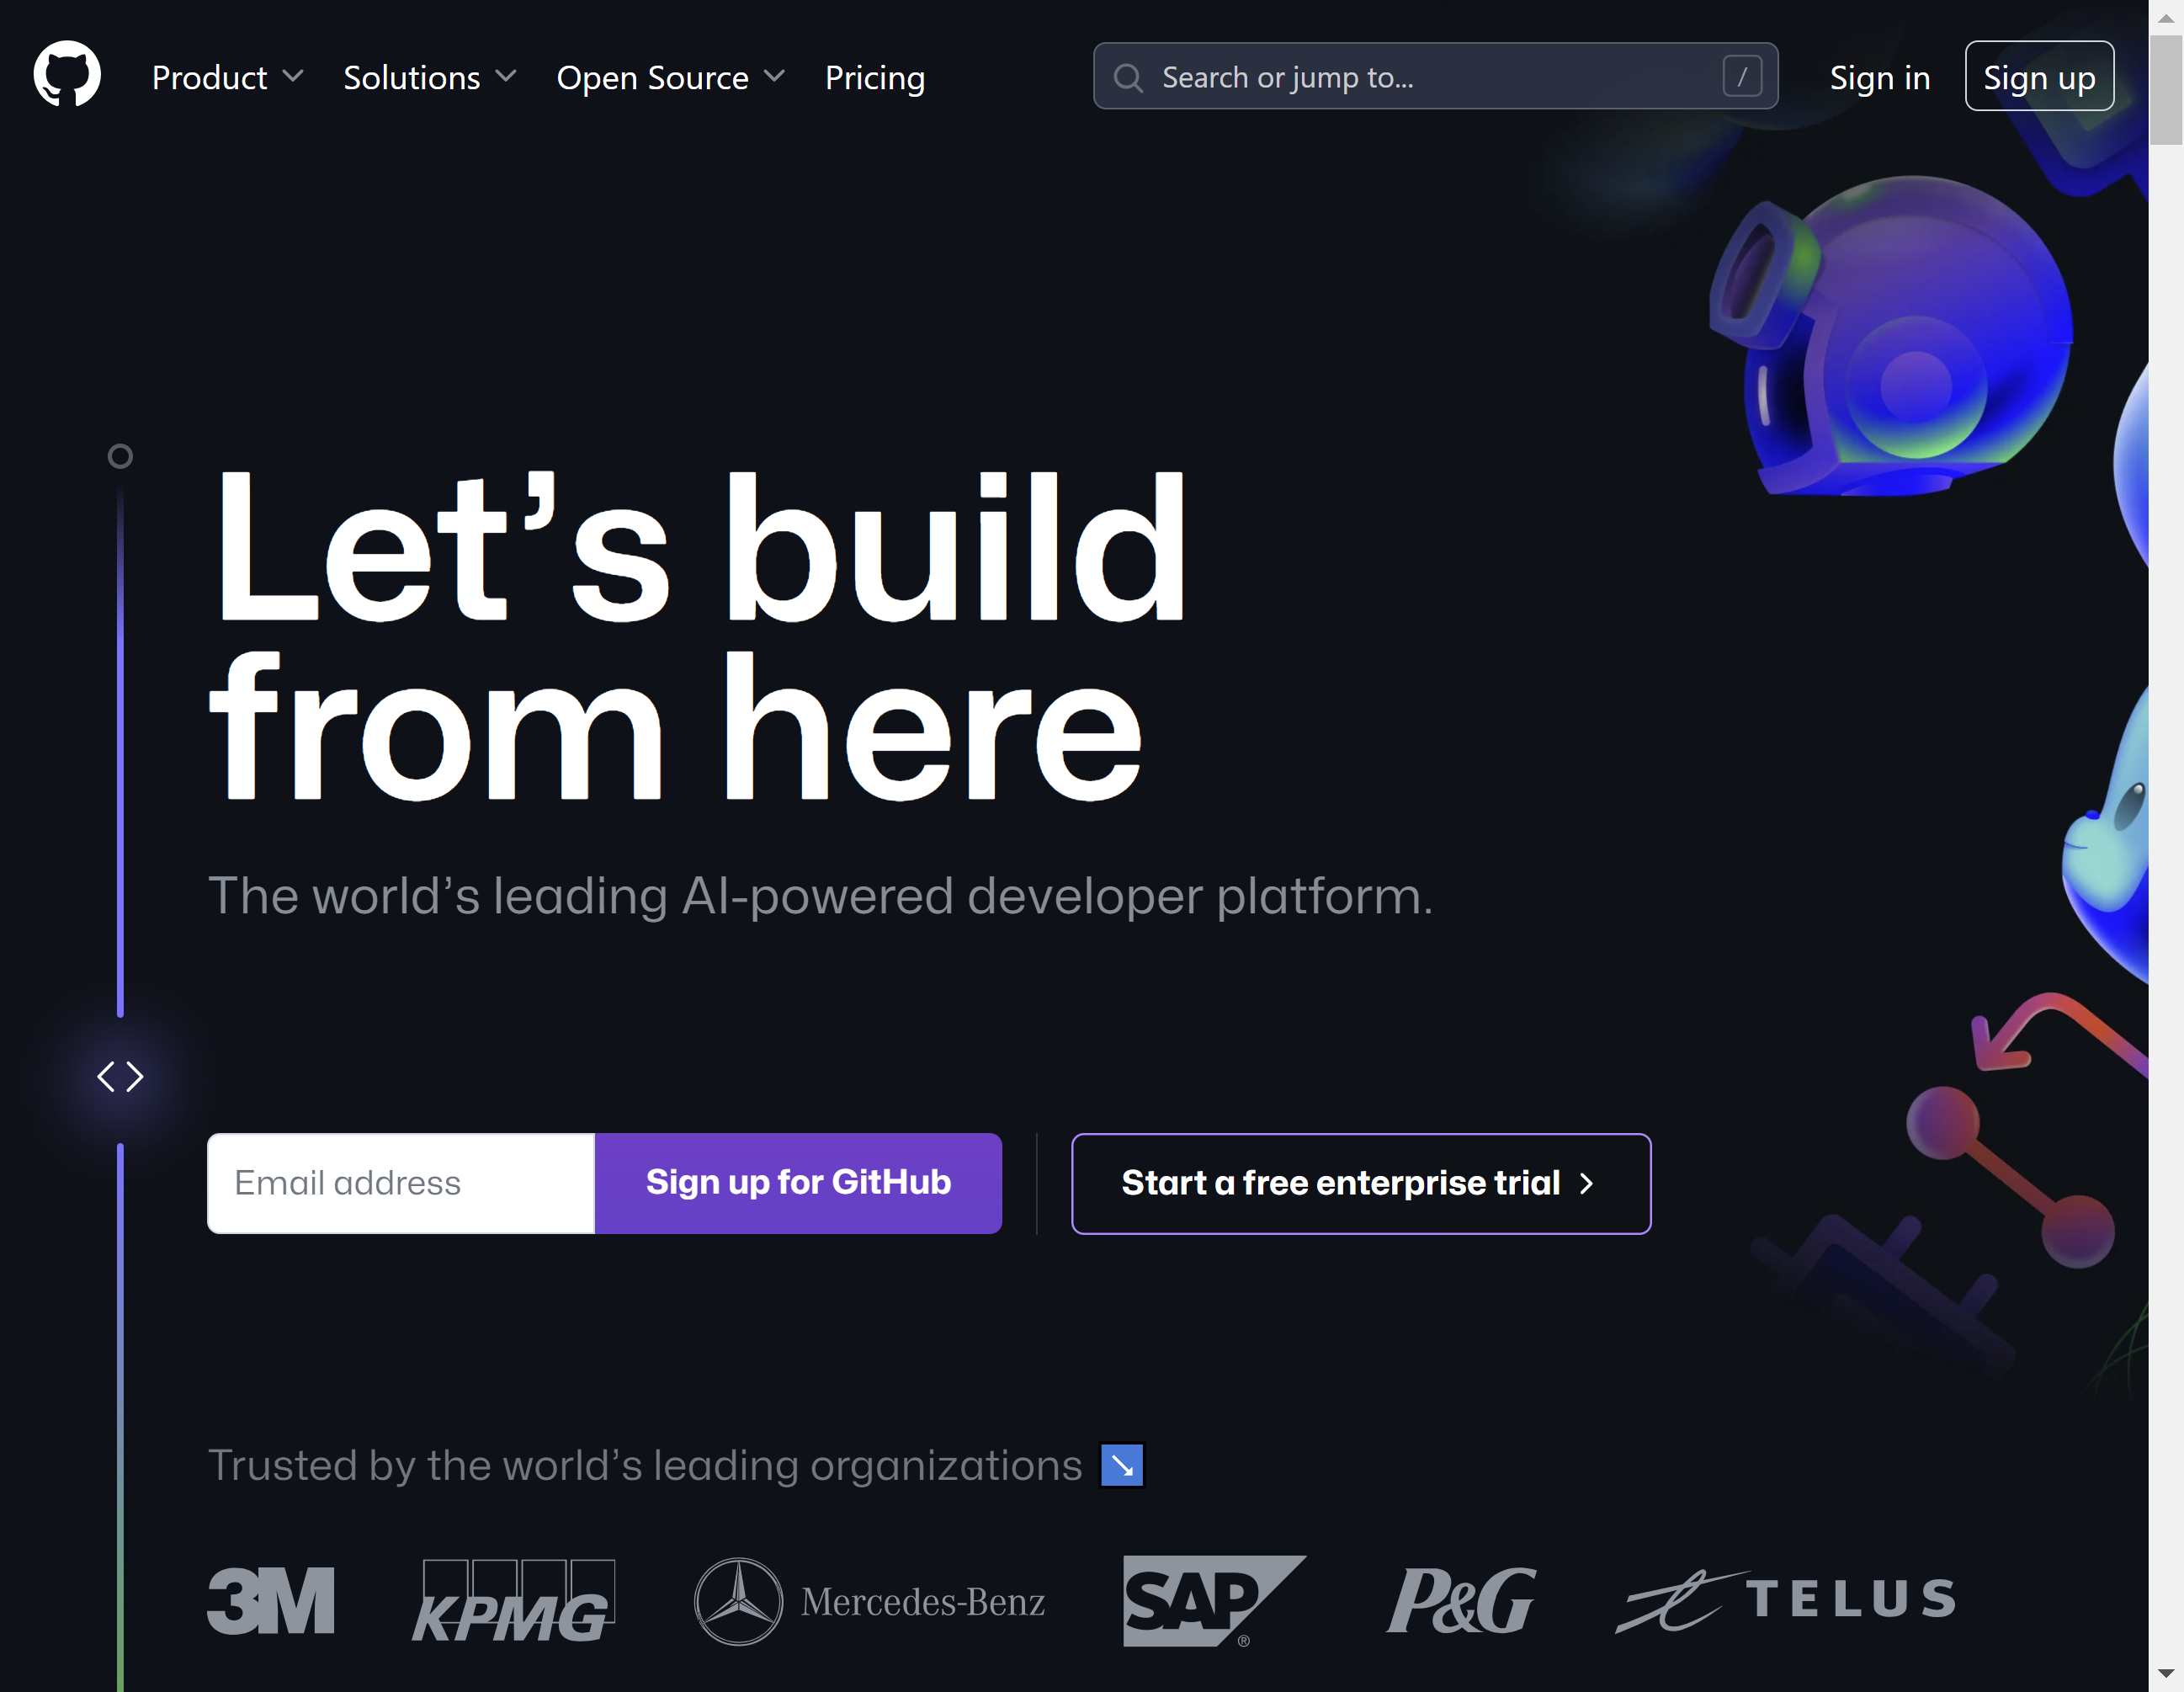 Product Solutions Open Source Pricing Search or jump to... / Sign in Sign up
Let’s build
from here
The world’s leading AI-powered developer platform.
Email address Sign up for GitHub Start a free enterprise trial
Trusted by the world’s leading organizations
3M KPMG Mercedes-Benz SAP ® P&G TELUS